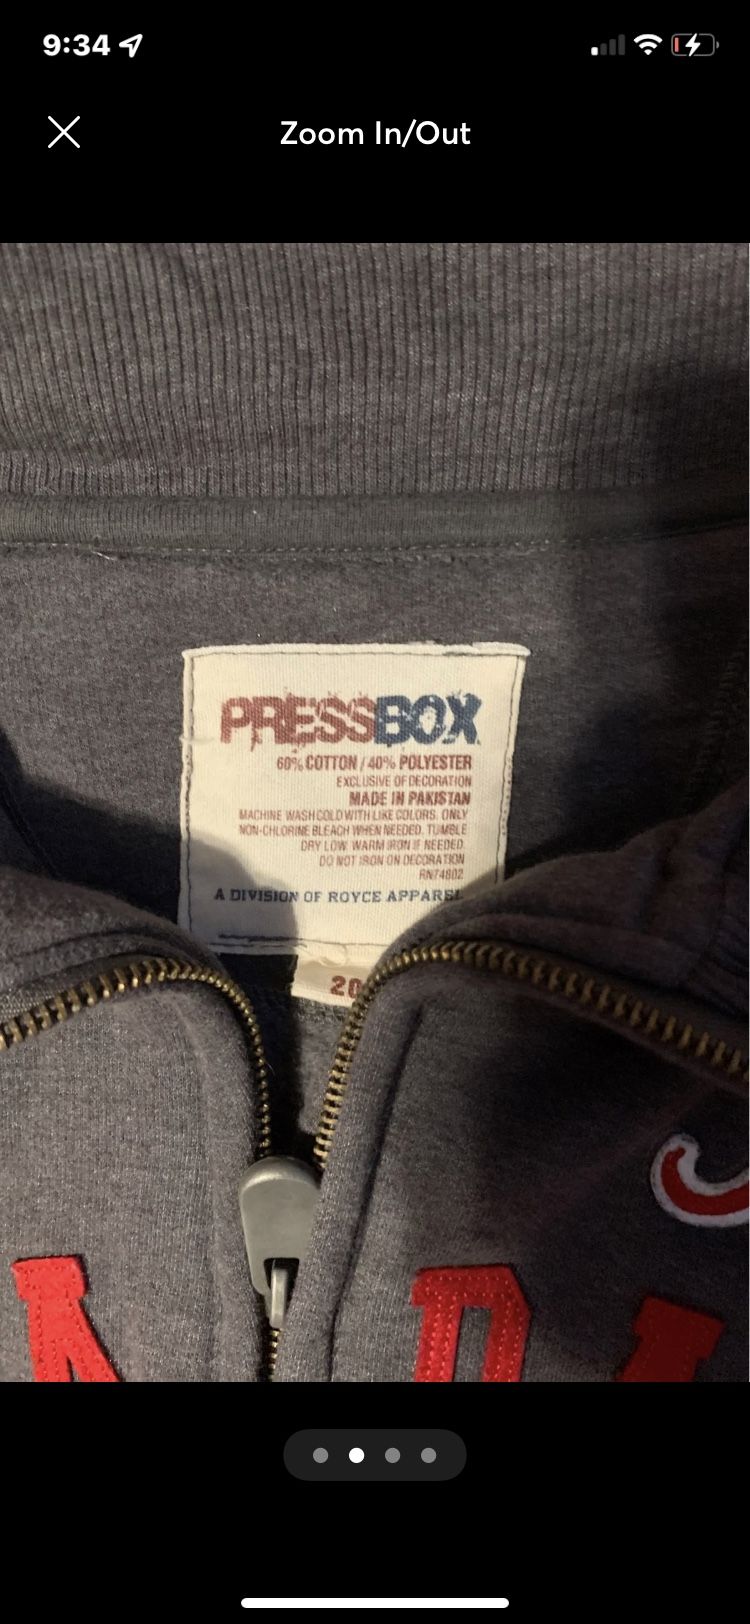 9:34
Zoom In/Out
PRESSBOX
60% COTTON / 40% POLYESTER
EXCLUSIVE OF DECORATION
MADE IN PAKISTAN
MACHINE WASH COLD WITH LIKE COLORS. ONLY
NON-CHLORINE BLEACH WHEN NEEDED. TUMBLE
DRY LOW. WARM IRON IF NEEDED.
DO NOT IRON ON DECORATION
RN74802
A DIVISION OF ROYCE APPAREL